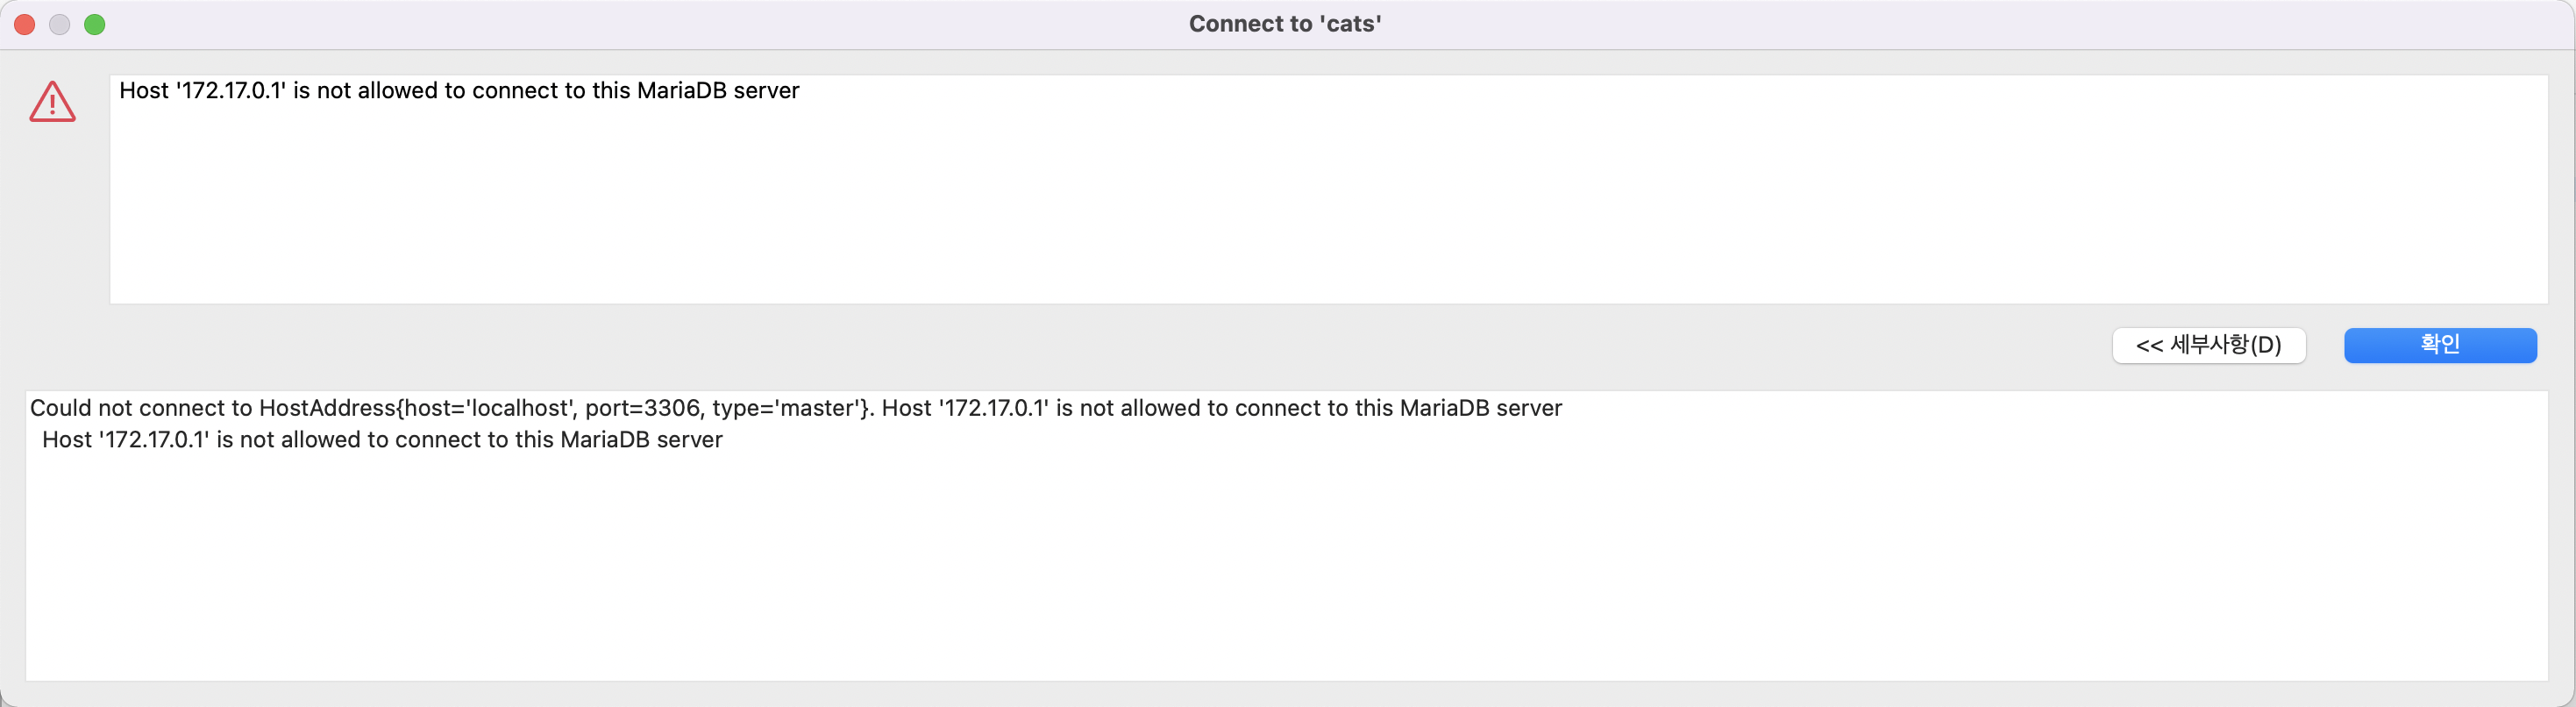 Connect to 'cats'
Host '172.17.0.1' is not allowed to connect to this MariaDB server
<< 세부사항(D)
확인
Could not connect to HostAddress{host='localhost', port=3306, type='master'}. Host '172.17.0.1' is not allowed to connect to this MariaDB server
Host '172.17.0.1' is not allowed to connect to this MariaDB server